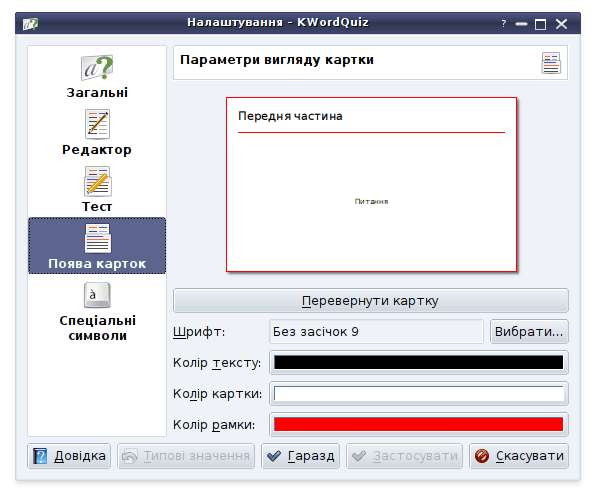 Налаштування - KWordQuiz
?
Загальні
Редактор
Тест
Поява карток
à
Спеціальні
символи
Параметри вигляду картки
Передня частина
Питання
Перевернути картку
Шрифт: Без засічок 9 Вибрати...
Колір тексту:
Колір картки:
Колір рамки:
Довідка Типові значення Гаразд Застосувати Скасувати